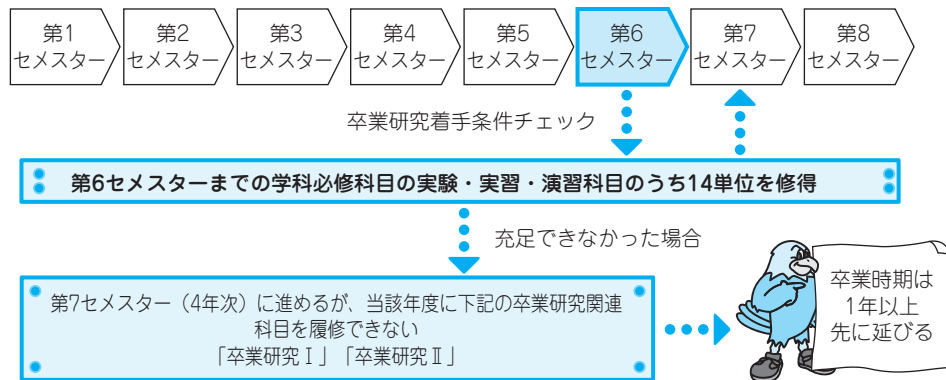 第1
セメスター
第2
セメスター
第3
セメスター
第4
セメスター
第5
セメスター
第6
セメスター
第7
セメスター
第8
セメスター
卒業研究着手条件チェック
第6セメスターまでの学科必修科目の実験・実習・演習科目のうち14単位を修得
充足できなかった場合
第7セメスター（4年次）に進めるが、当該年度に下記の卒業研究関連
科目を履修できない
「卒業研究Ⅰ」「卒業研究Ⅱ」
卒業時期は
1年以上
先に延びる